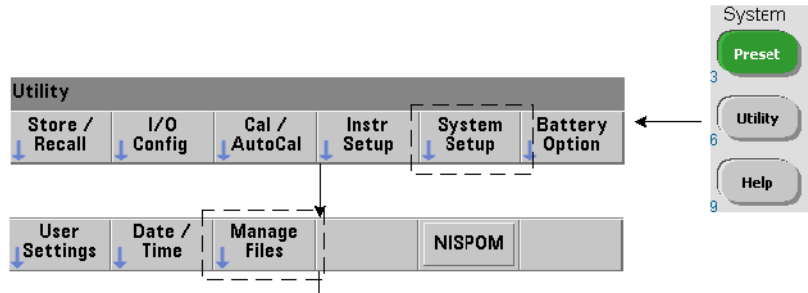 System
Preset
3
Utility
Utility
6
Help
9
Store / Recall
I/O Config
Cal / AutoCal
Instr Setup
System Setup
Battery Option
User Settings
Date / Time
Manage Files
NISPOM